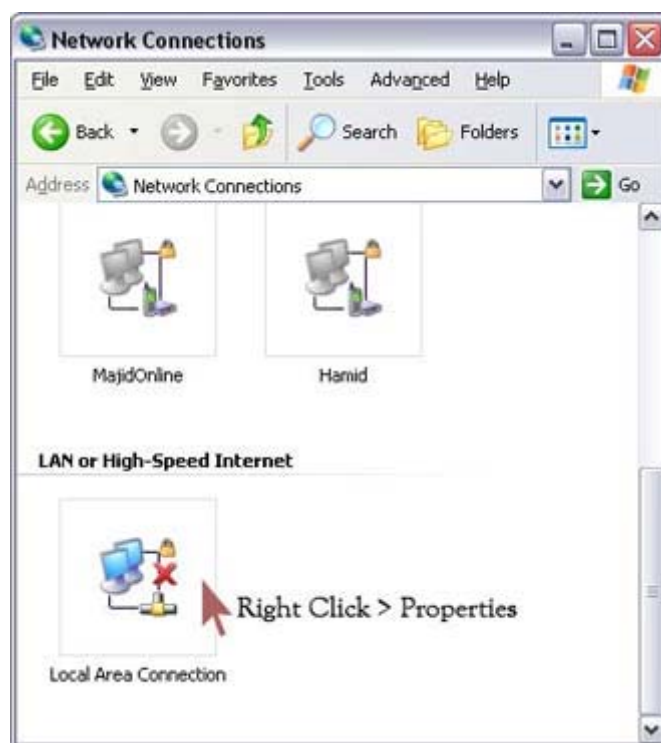 Network Connections
File Edit View Favorites Tools Advanced Help
Back Search Folders
Address Network Connections Go
MajidOnline Hamid
LAN or High-Speed Internet
Right Click > Properties
Local Area Connection